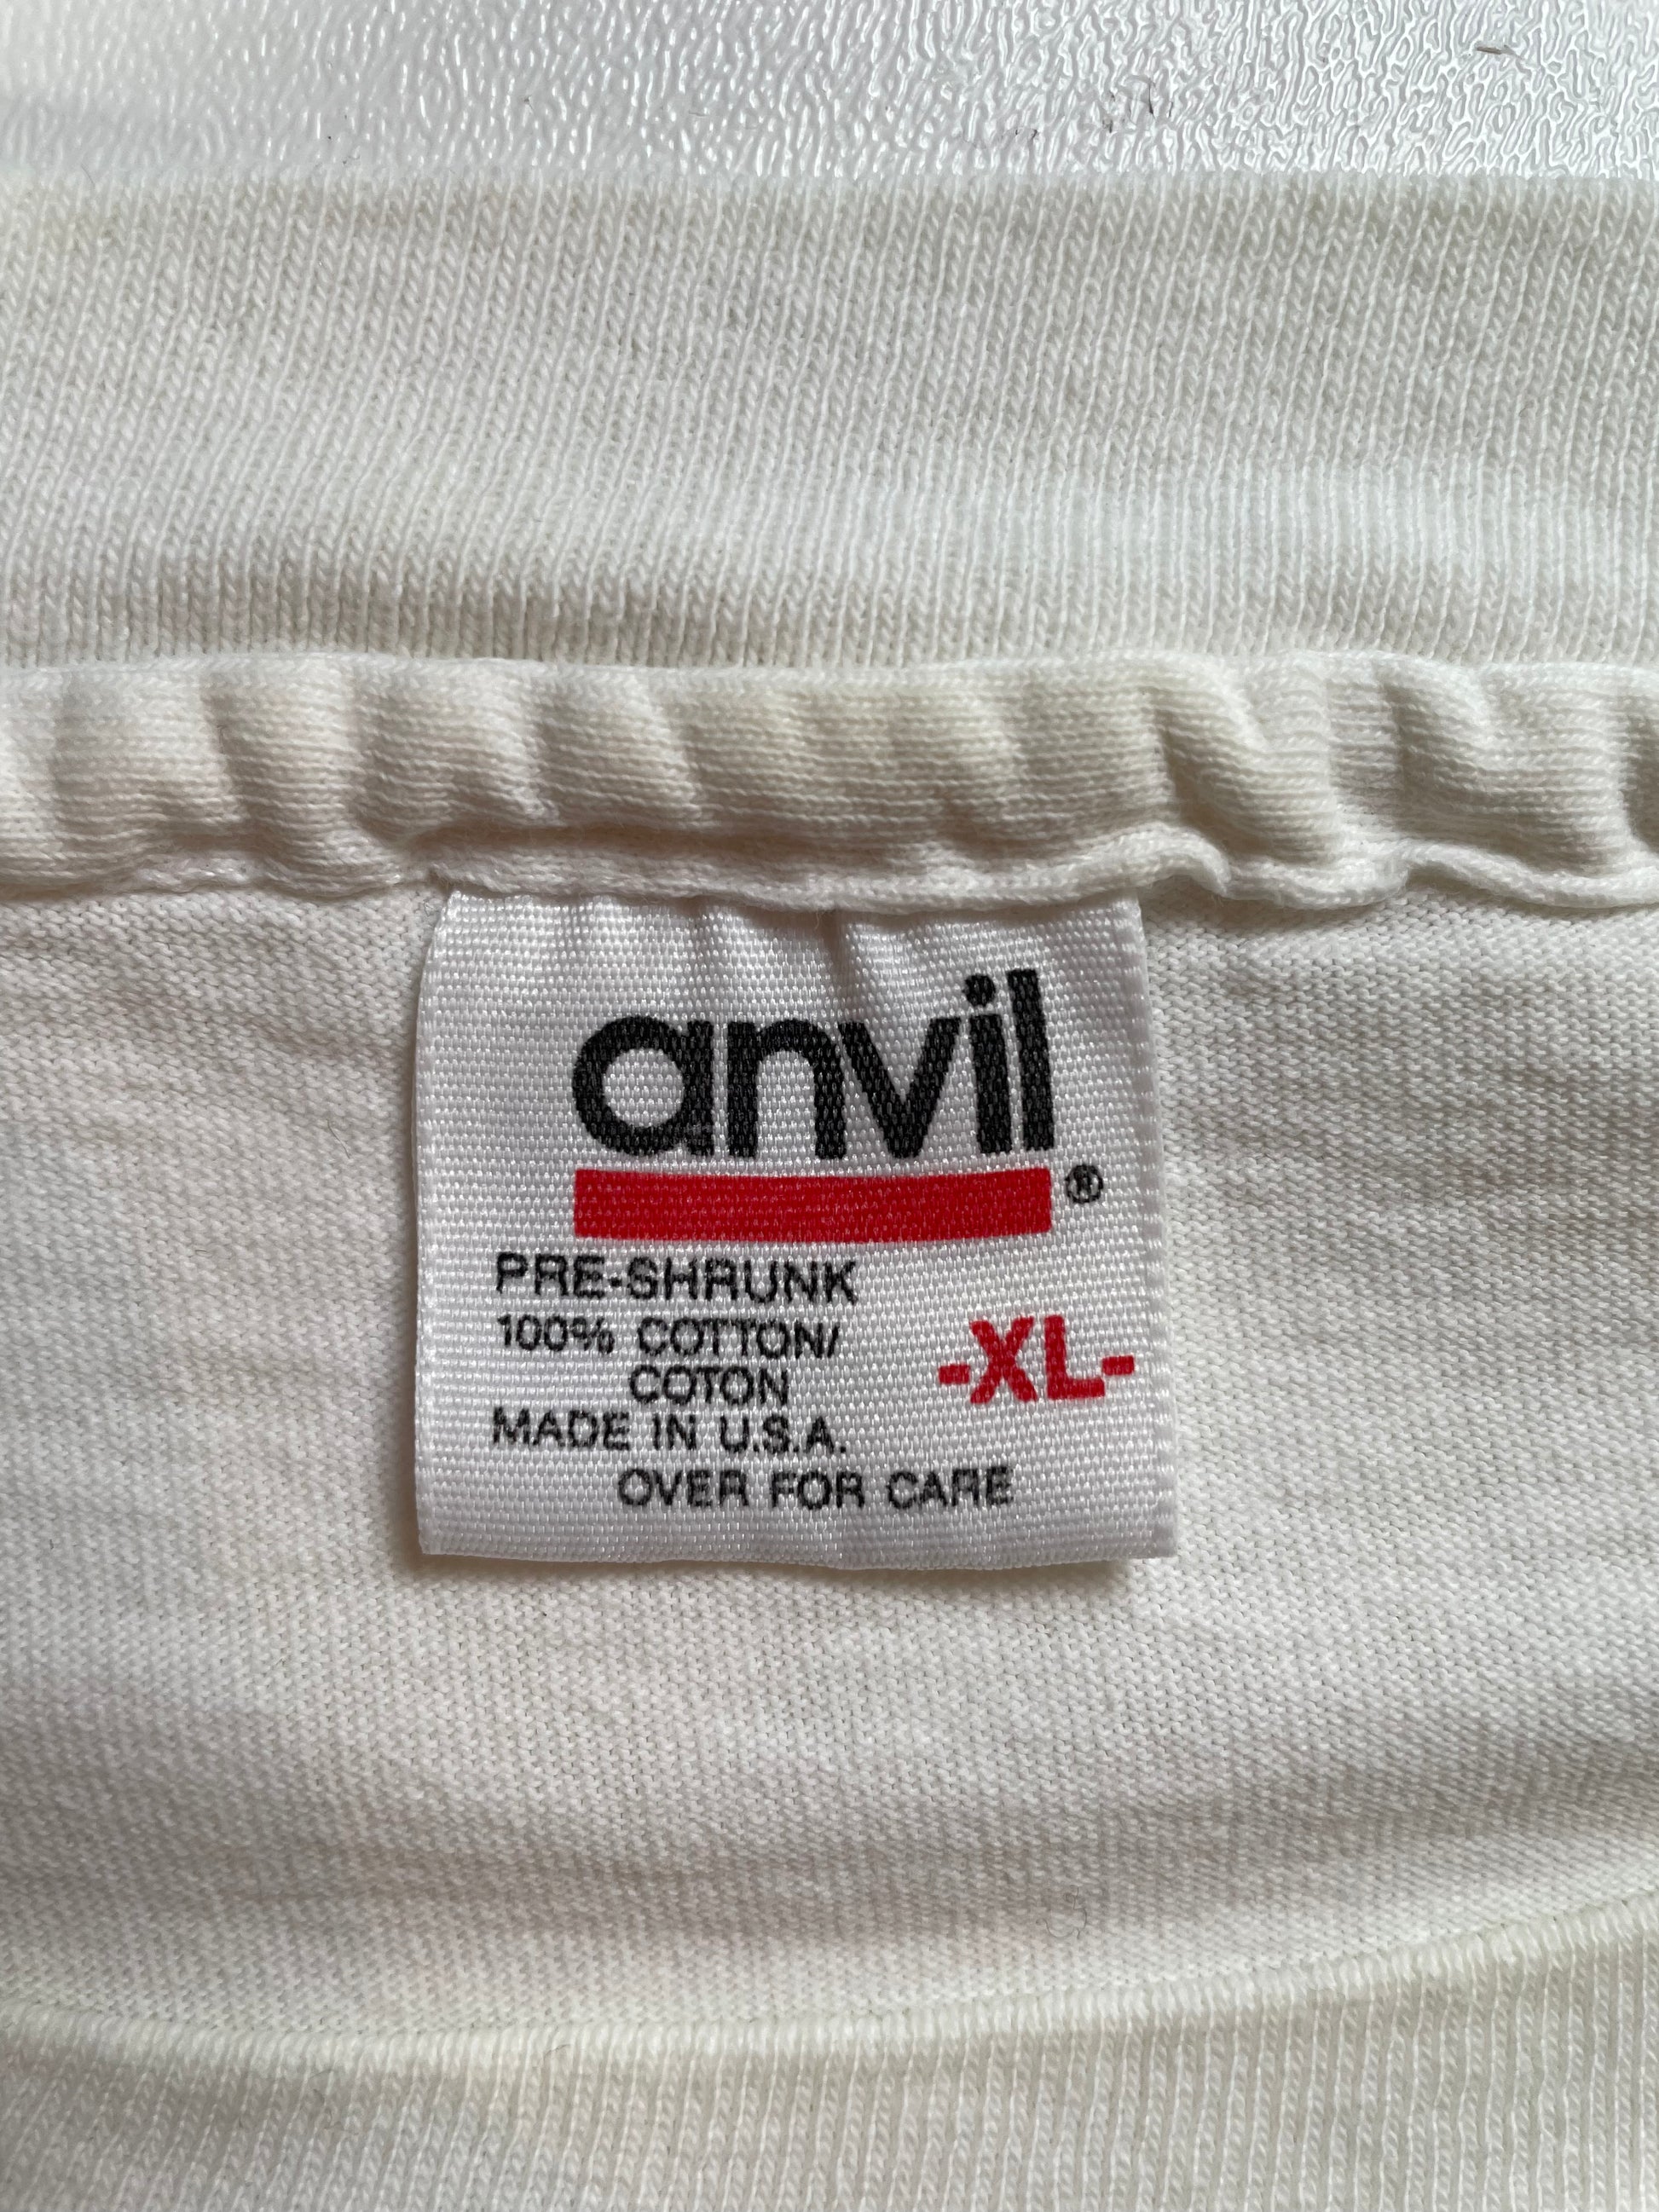 anvil®
PRE-SHRUNK
100% COTTON/
COTON
-XL-
MADE IN U.S.A.
OVER FOR CARE